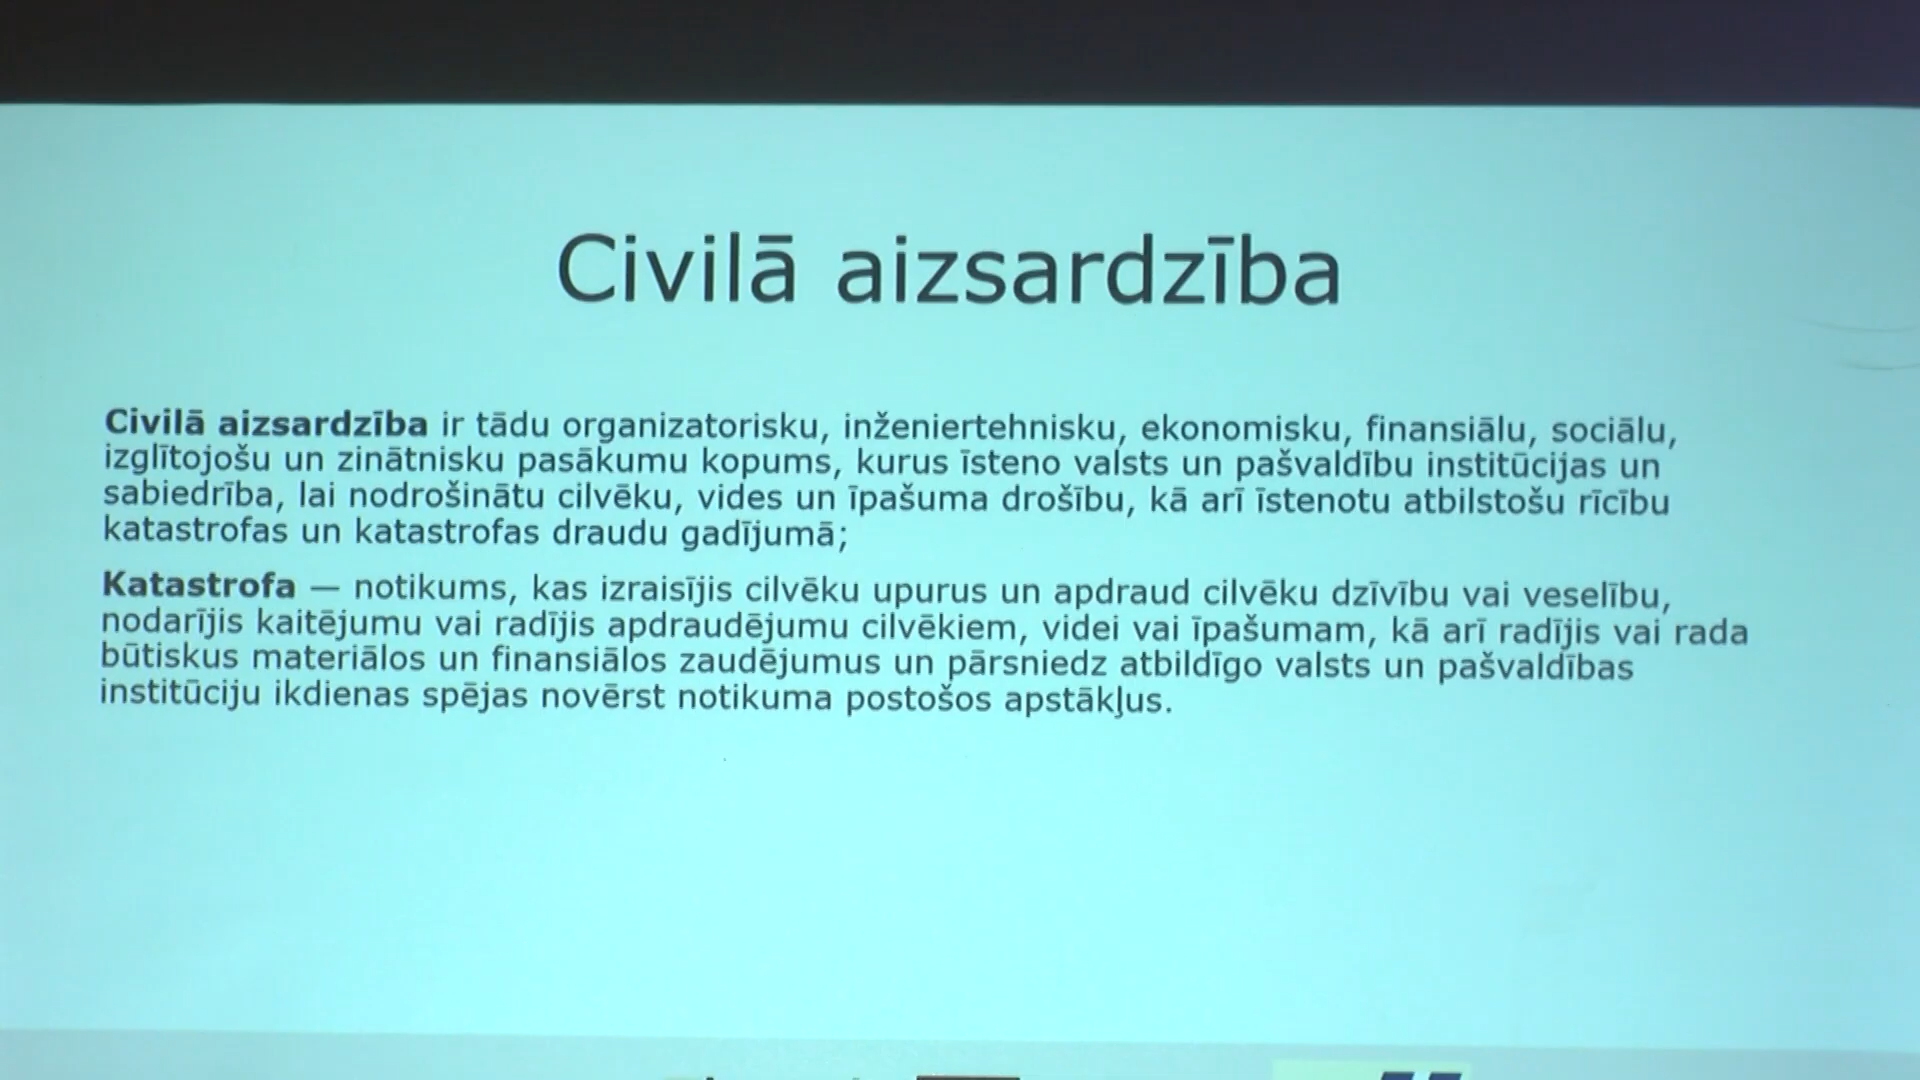 Civilā aizsardzība
Civilā aizsardzība ir tādu organizatorisku, inženiertehnisku, ekonomisku, finansiālu, sociālu,
izglītojošu un zinātnisku pasākumu kopums, kurus īsteno valsts un pašvaldību institūcijas un
sabiedrība, lai nodrošinātu cilvēku, vides un īpašuma drošību, kā arī īstenotu atbilstošu rīcību
katastrofas un katastrofas draudu gadījumā;
Katastrofa — notikums, kas izraisījis cilvēku upurus un apdraud cilvēku dzīvību vai veselību,
nodarījis kaitējumu vai radījis apdraudējumu cilvēkiem, videi vai īpašumam, kā arī radījis vai rada
būtiskus materiālos un finansiālos zaudējumus un pārsniedz atbildīgo valsts un pašvaldības
institūciju ikdienas spējas novērst notikuma postošos apstākļus.